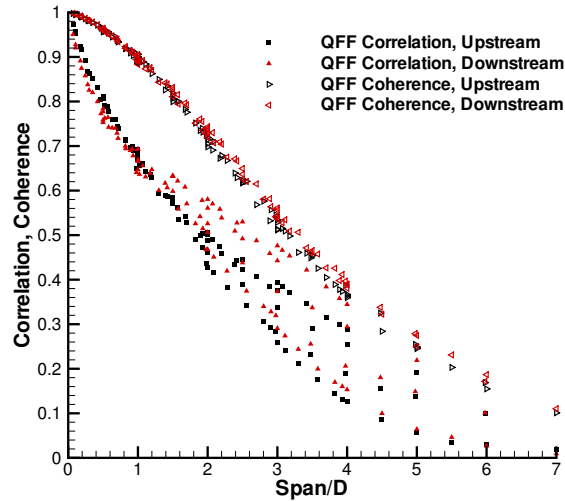 QFF Correlation, Upstream
QFF Correlation, Downstream
QFF Coherence, Upstream
QFF Coherence, Downstream
Correlation, Coherence
1
0.9
0.8
0.7
0.6
0.5
0.4
0.3
0.2
0.1
0
0 1 2 3 4 5 6 7
Span/D